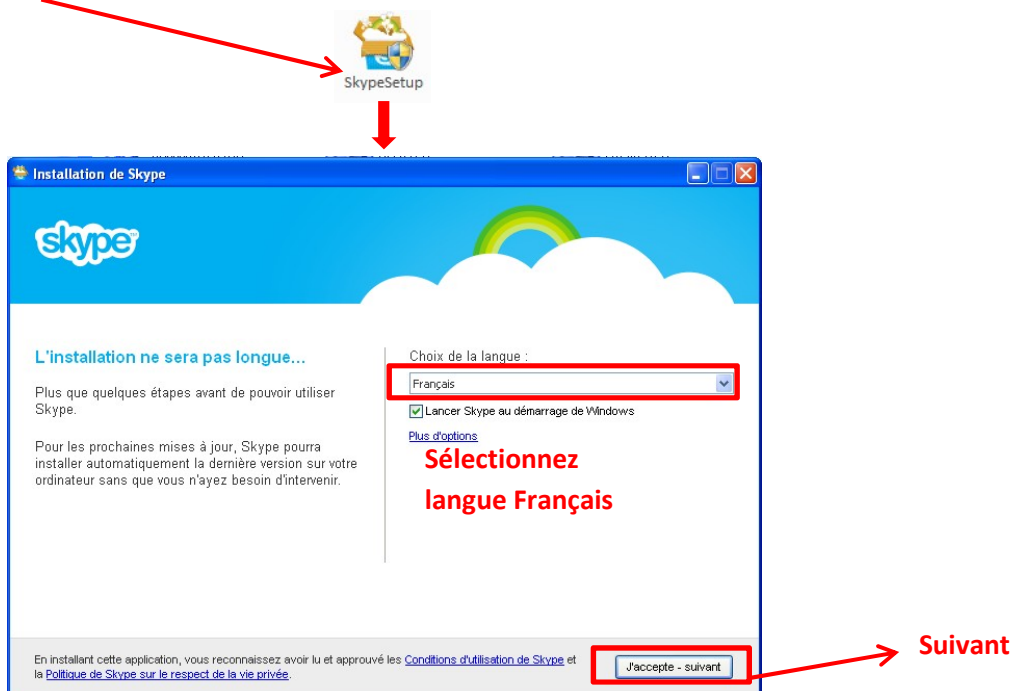 SkypeSetup
Installation de Skype
skype
L'installation ne sera pas longue...
Plus que quelques étapes avant de pouvoir utiliser
Skype.
Pour les prochaines mises à jour, Skype pourra
installer automatiquement la dernière version sur votre
ordinateur sans que vous n'ayez besoin d'intervenir.
Choix de la langue :
Français
Lancer Skype au démarrage de Windows
Plus d'options
Sélectionnez
langue Français
En installant cette application, vous reconnaissez avoir lu et approuvé les Conditions d'utilisation de Skype et
la Politique de Skype sur le respect de la vie privée.
J'accepte - suivant
Suivant